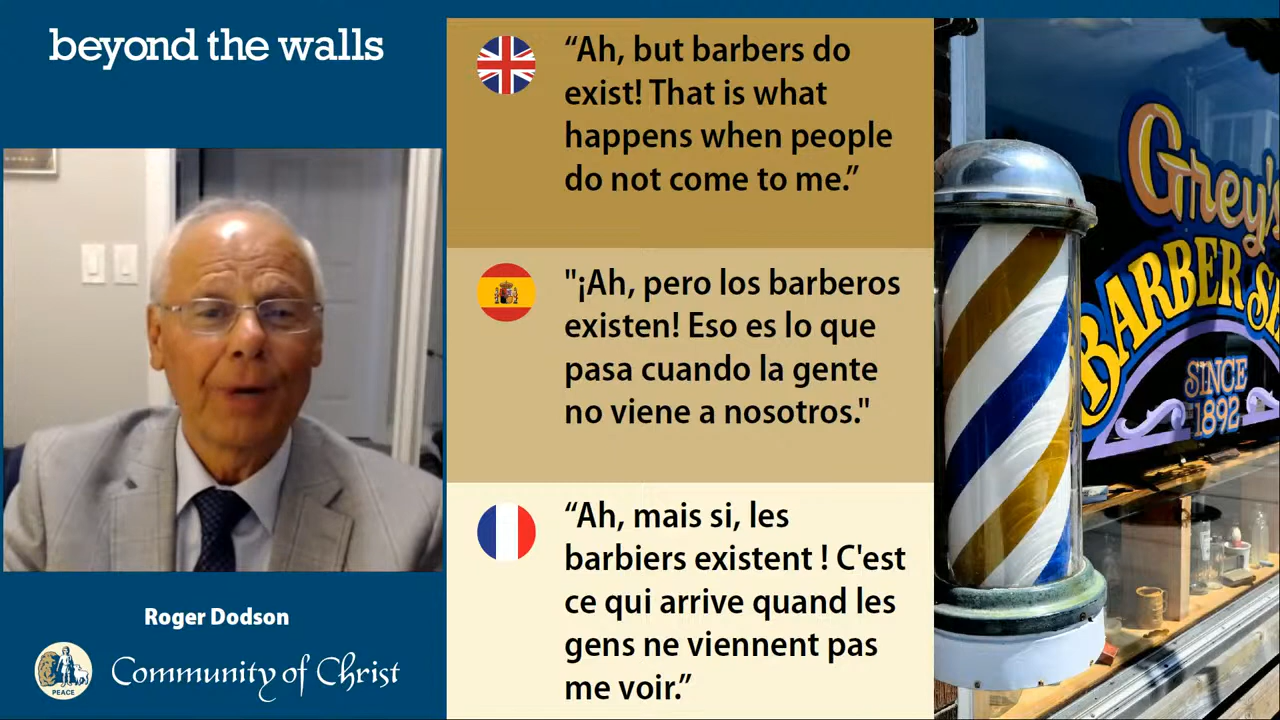 beyond the walls
“Ah, but barbers do
exist! That is what
happens when people
do not come to me.”
"¡Ah, pero los barberos
existen! Eso es lo que
pasa cuando la gente
no viene a nosotros."
“Ah, mais si, les
barbiers existent ! C'est
ce qui arrive quand les
gens ne viennent pas
me voir.”
Roger Dodson
PEACE
Community of Christ
Grey's
BARBER
SINCE
1892